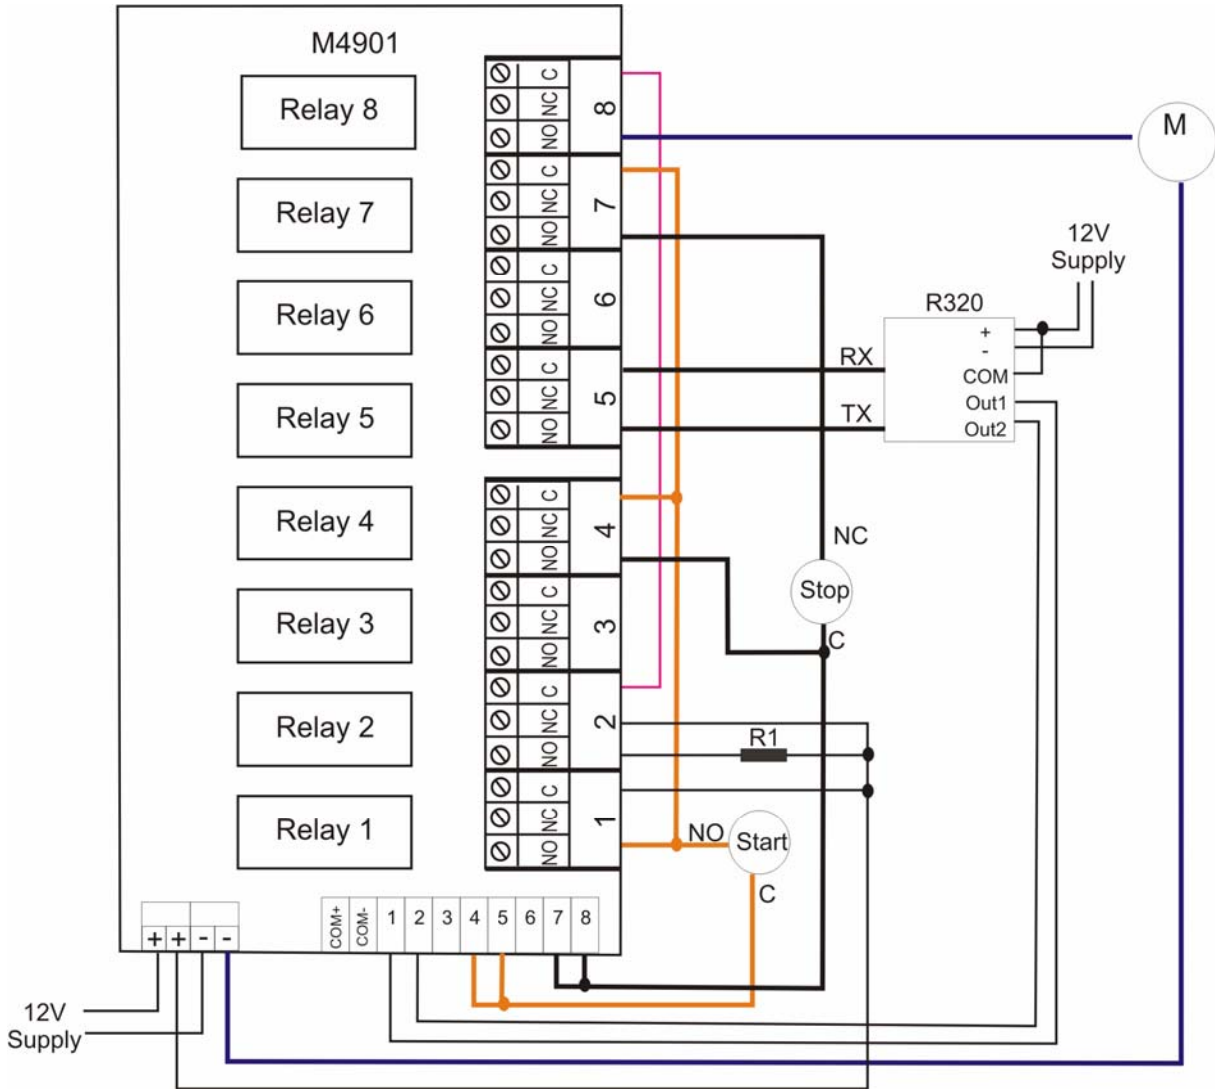 M4901
Relay 8
Relay 7
Relay 6
Relay 5
Relay 4
Relay 3
Relay 2
Relay 1
C
NC
NO
8
C
NC
NO
7
C
NC
NO
6
C
NC
NO
5
C
NC
NO
4
C
NC
NO
3
C
NC
NO
2
C
NC
NO
1
M
12V
Supply
R320
+
-
COM
Out1
Out2
RX
TX
NC
Stop
C
R1
NO
Start
C
+ + - -
COM+ COM- 1 2 3 4 5 6 7 8
12V
Supply